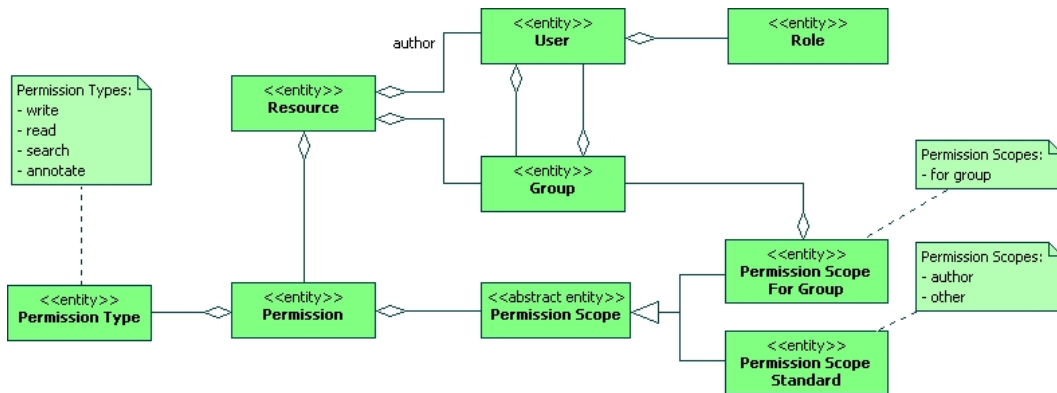 <<entity>>
User
<<entity>>
Role
author
Permission Types:
- write
- read
- search
- annotate
<<entity>>
Resource
<<entity>>
Group
Permission Scopes:
- for group
<<entity>>
Permission Scope
For Group
Permission Scopes:
- author
- other
<<entity>>
Permission Type
<<entity>>
Permission
<<abstract entity>>
Permission Scope
<<entity>>
Permission Scope
Standard